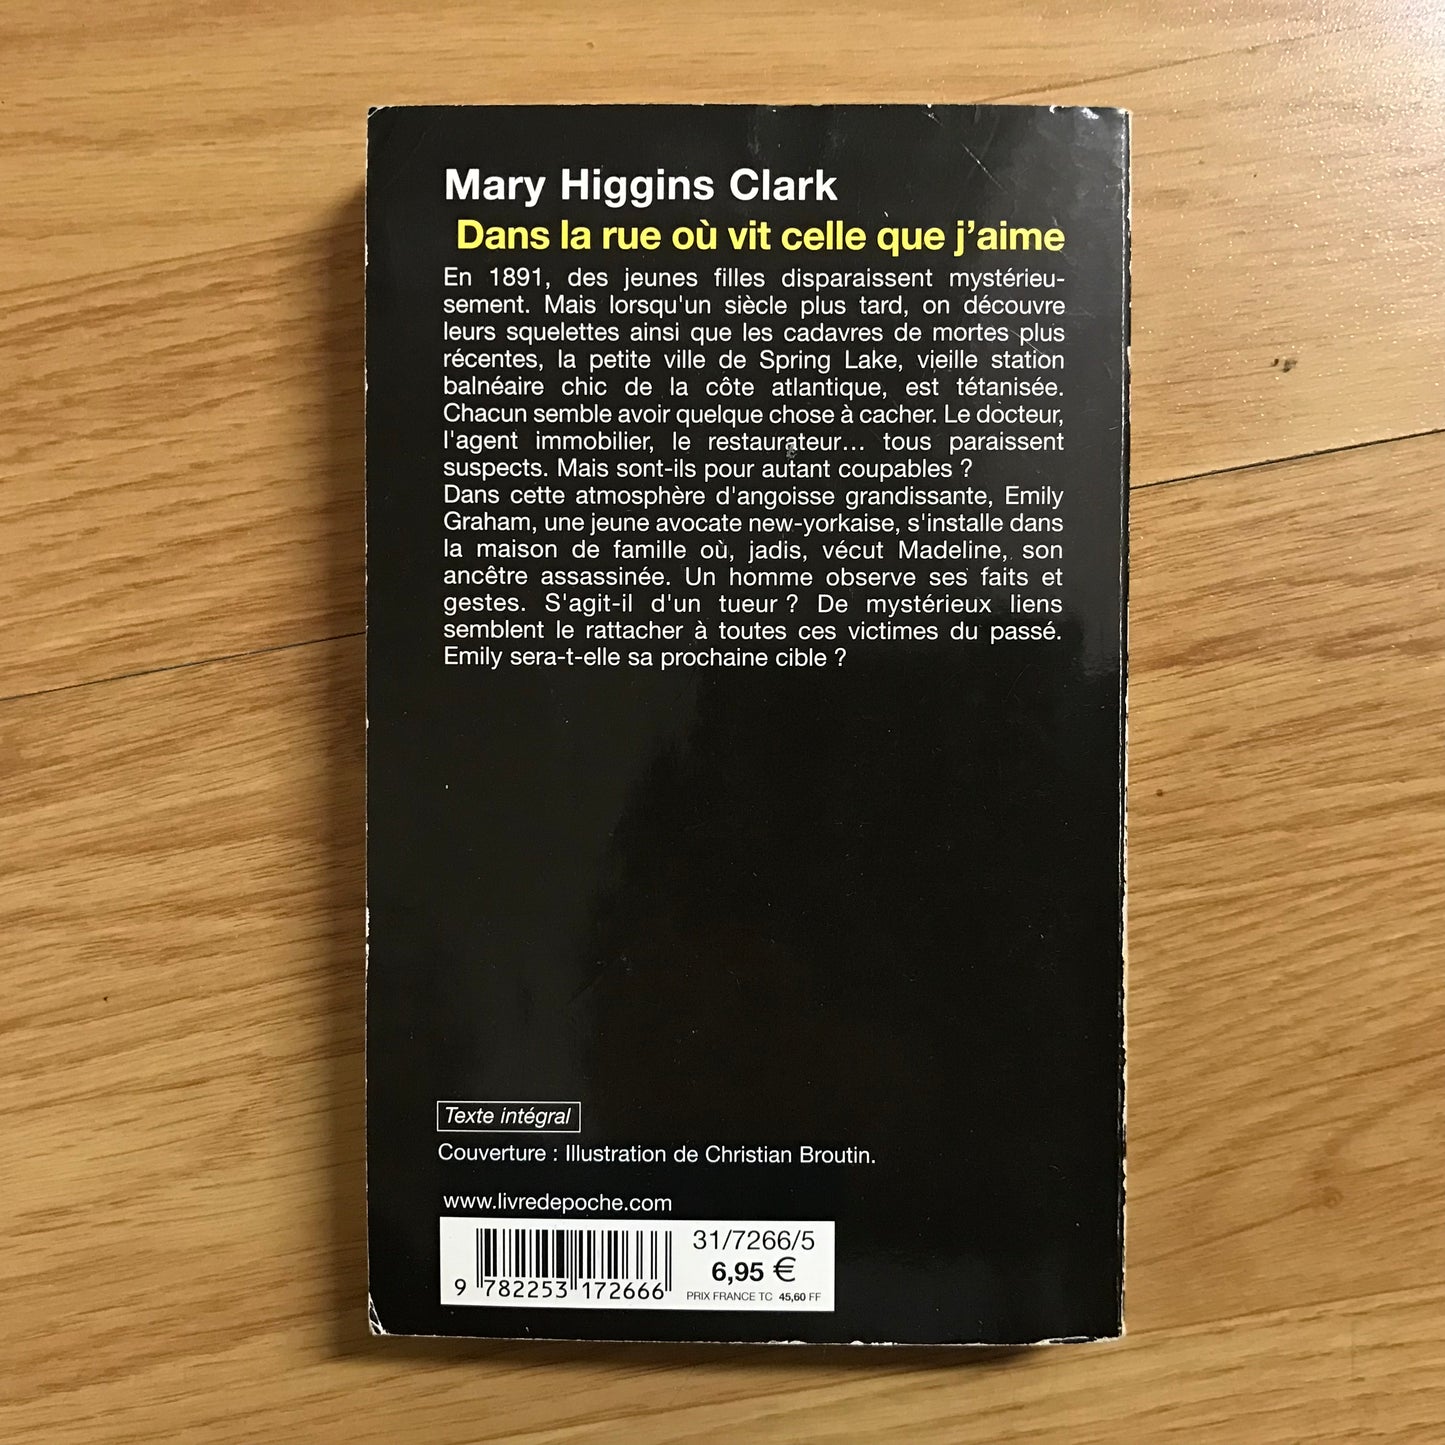 Mary Higgins Clark
Dans la rue où vit celle que j'aime
En 1891, des jeunes filles disparaissent mystérieu-
sement. Mais lorsqu'un siècle plus tard, on découvre
leurs squelettes ainsi que les cadavres de mortes plus
récentes, la petite ville de Spring Lake, vieille station
balnéaire chic de la côte atlantique, est tétanisée.
Chacun semble avoir quelque chose à cacher. Le docteur,
l'agent immobilier, le restaurateur... tous paraissent
suspects. Mais sont-ils pour autant coupables ?
Dans cette atmosphère d'angoisse grandissante, Emily
Graham, une jeune avocate new-yorkaise, s'installe dans
la maison de famille où, jadis, vécut Madeline, son
ancêtre assassinée. Un homme observe ses faits et
gestes. S'agit-il d'un tueur ? De mystérieux liens
semblent le rattacher à toutes ces victimes du passé.
Emily sera-t-elle sa prochaine cible ?
Texte intégral
Couverture : Illustration de Christian Broutin.
www.livredepoche.com
31/7266/5
6,95 €
PRIX FRANCE TC 45,60 FF
9 782253 172666